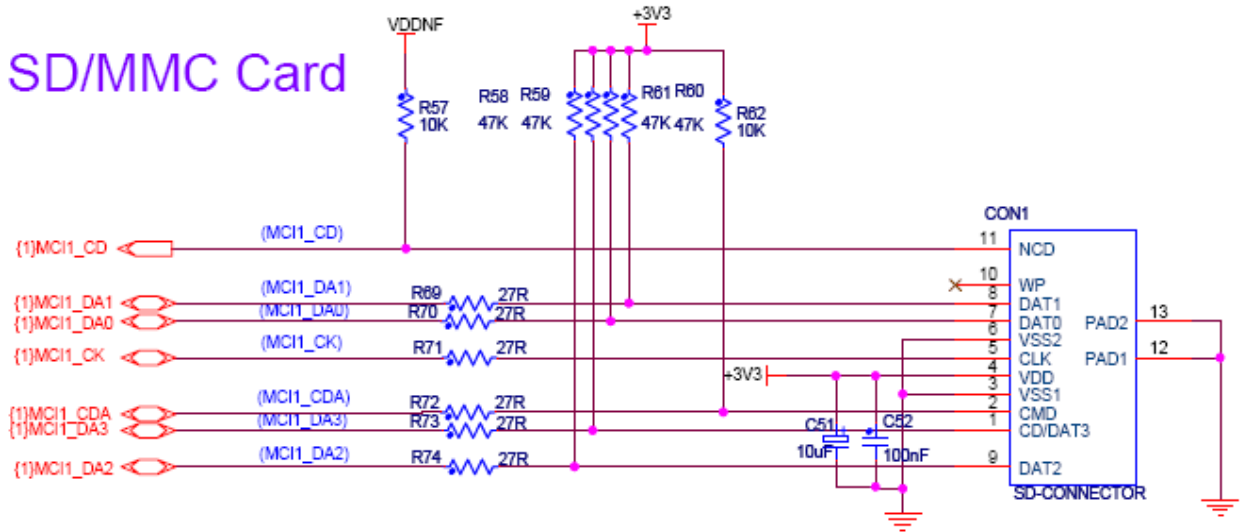 SD/MMC Card
VDDNF
+3V3
R57
10K
R58
47K
R59
47K
R61
47K
R60
47K
R62
10K
CON1
{1}MCI1_CD
(MCI1_CD)
11
NCD
10
WP
{1}MCI1_DA1
(MCI1_DA1)
R69
27R
8
DAT1
{1}MCI1_DA0
(MCI1_DA0)
R70
27R
7
DAT0
PAD2
13
6
VSS2
{1}MCI1_CK
(MCI1_CK)
R71
27R
5
CLK
PAD1
12
+3V3
4
VDD
3
VSS1
{1}MCI1_CDA
(MCI1_CDA)
R72
27R
2
CMD
{1}MCI1_DA3
(MCI1_DA3)
R73
27R
1
CD/DAT3
C51
10uF
C52
100nF
{1}MCI1_DA2
(MCI1_DA2)
R74
27R
9
DAT2
SD-CONNECTOR